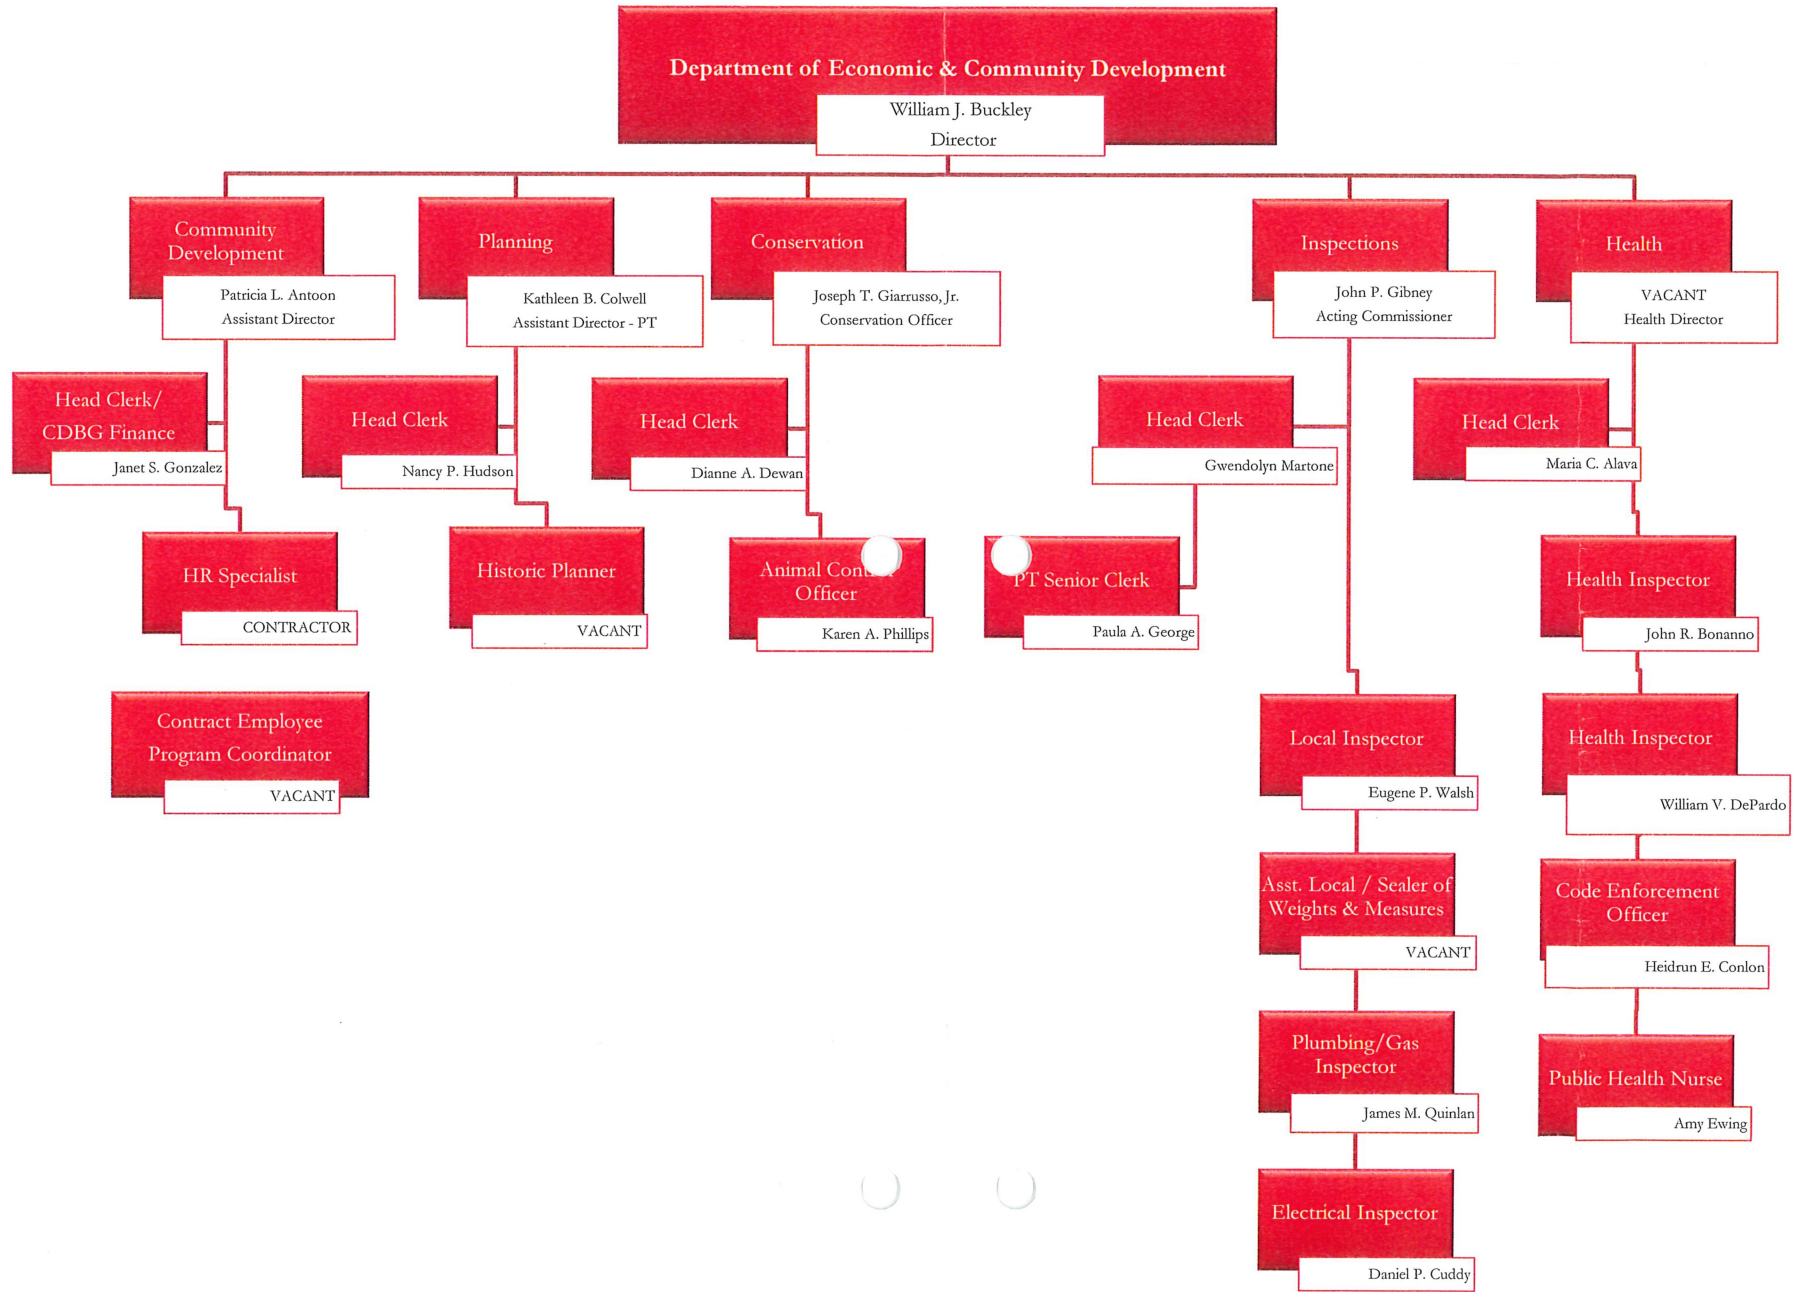 Department of Economic & Community Development
William J. Buckley
Director
Community
Development
Patricia L. Antoon
Assistant Director
Planning
Kathleen B. Colwell
Assistant Director - PT
Conservation
Joseph T. Giarrusso, Jr.
Conservation Officer
Inspections
John P. Gibney
Acting Commissioner
Health
VACANT
Health Director
Head Clerk/
CDBG Finance
Janet S. Gonzalez
Head Clerk
Nancy P. Hudson
Head Clerk
Dianne A. Dewan
Head Clerk
Gwendolyn Martone
Head Clerk
Maria C. Alava
HR Specialist
CONTRACTOR
Historic Planner
VACANT
Animal
Officer
Karen A. Phillips
PT Senior Clerk
Paula A. George
Health Inspector
John R. Bonanno
Contract Employee
Program Coordinator
VACANT
Local Inspector
Eugene P. Walsh
Health Inspector
William V. DePardo
Asst. Local / Sealer of
Weights & Measures
VACANT
Code Enforcement
Officer
Heidrun E. Conlon
Plumbing/Gas
Inspector
James M. Quinlan
Public Health Nurse
Amy Ewing
Electrical Inspector
Daniel P. Cuddy